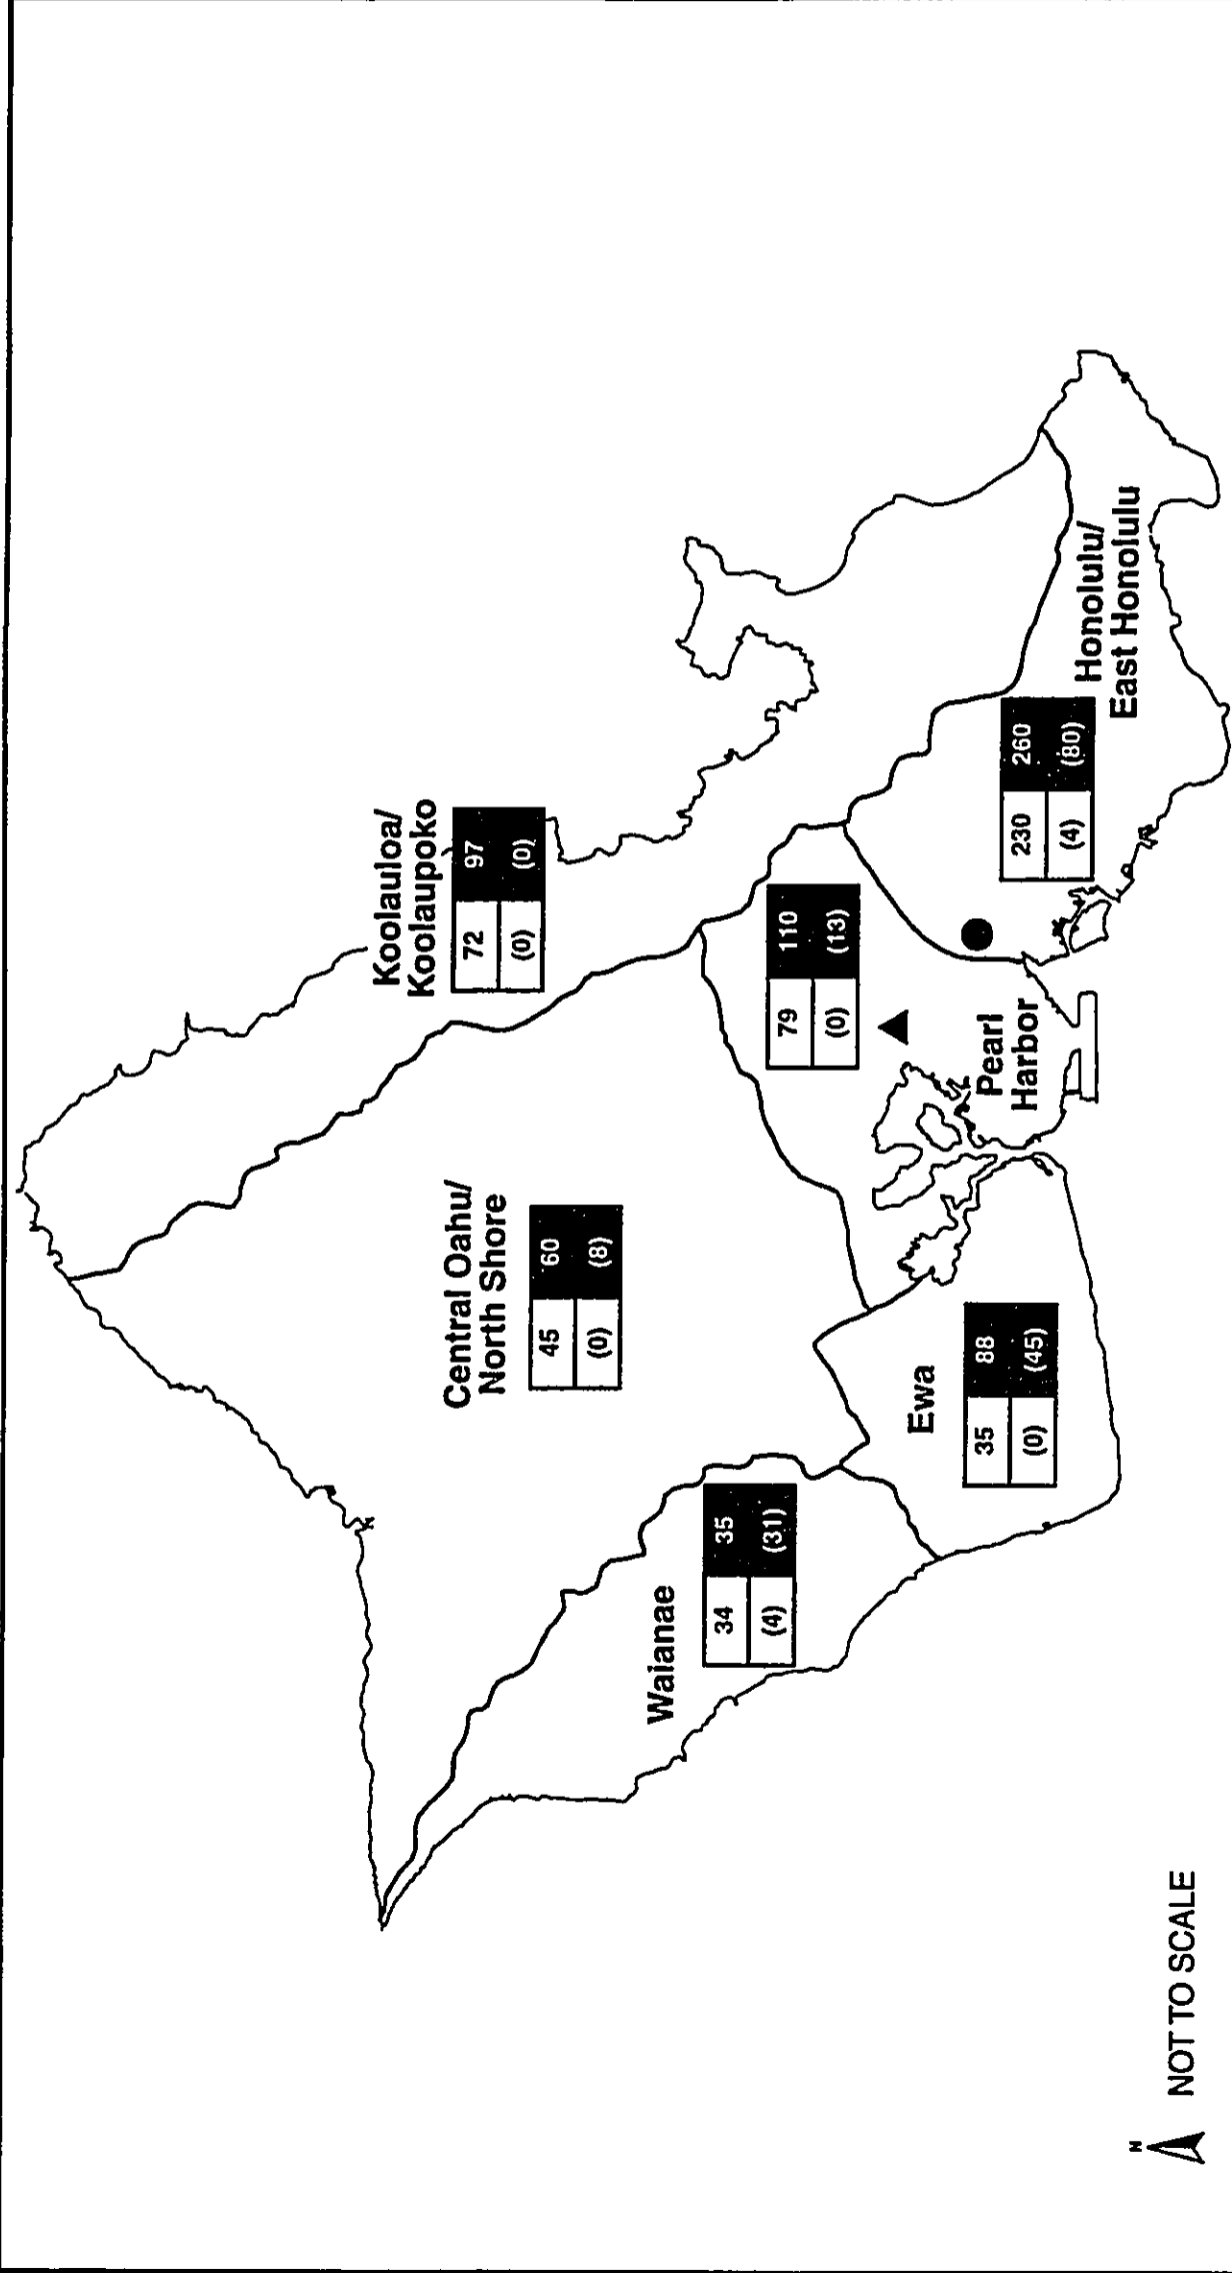 Koolauloa/
Koolaupoko
72 97
(0) (0)
Central Oahu/
North Shore
45 60
(0) (8)
Waianae
34 35
(4) (31)
79 110
(0) (13)
Ewa
35 88
(0) (45)
Pearl
Harbor
Honolulu/
East Honolulu
230 260
(4) (80)
N
NOT TO SCALE